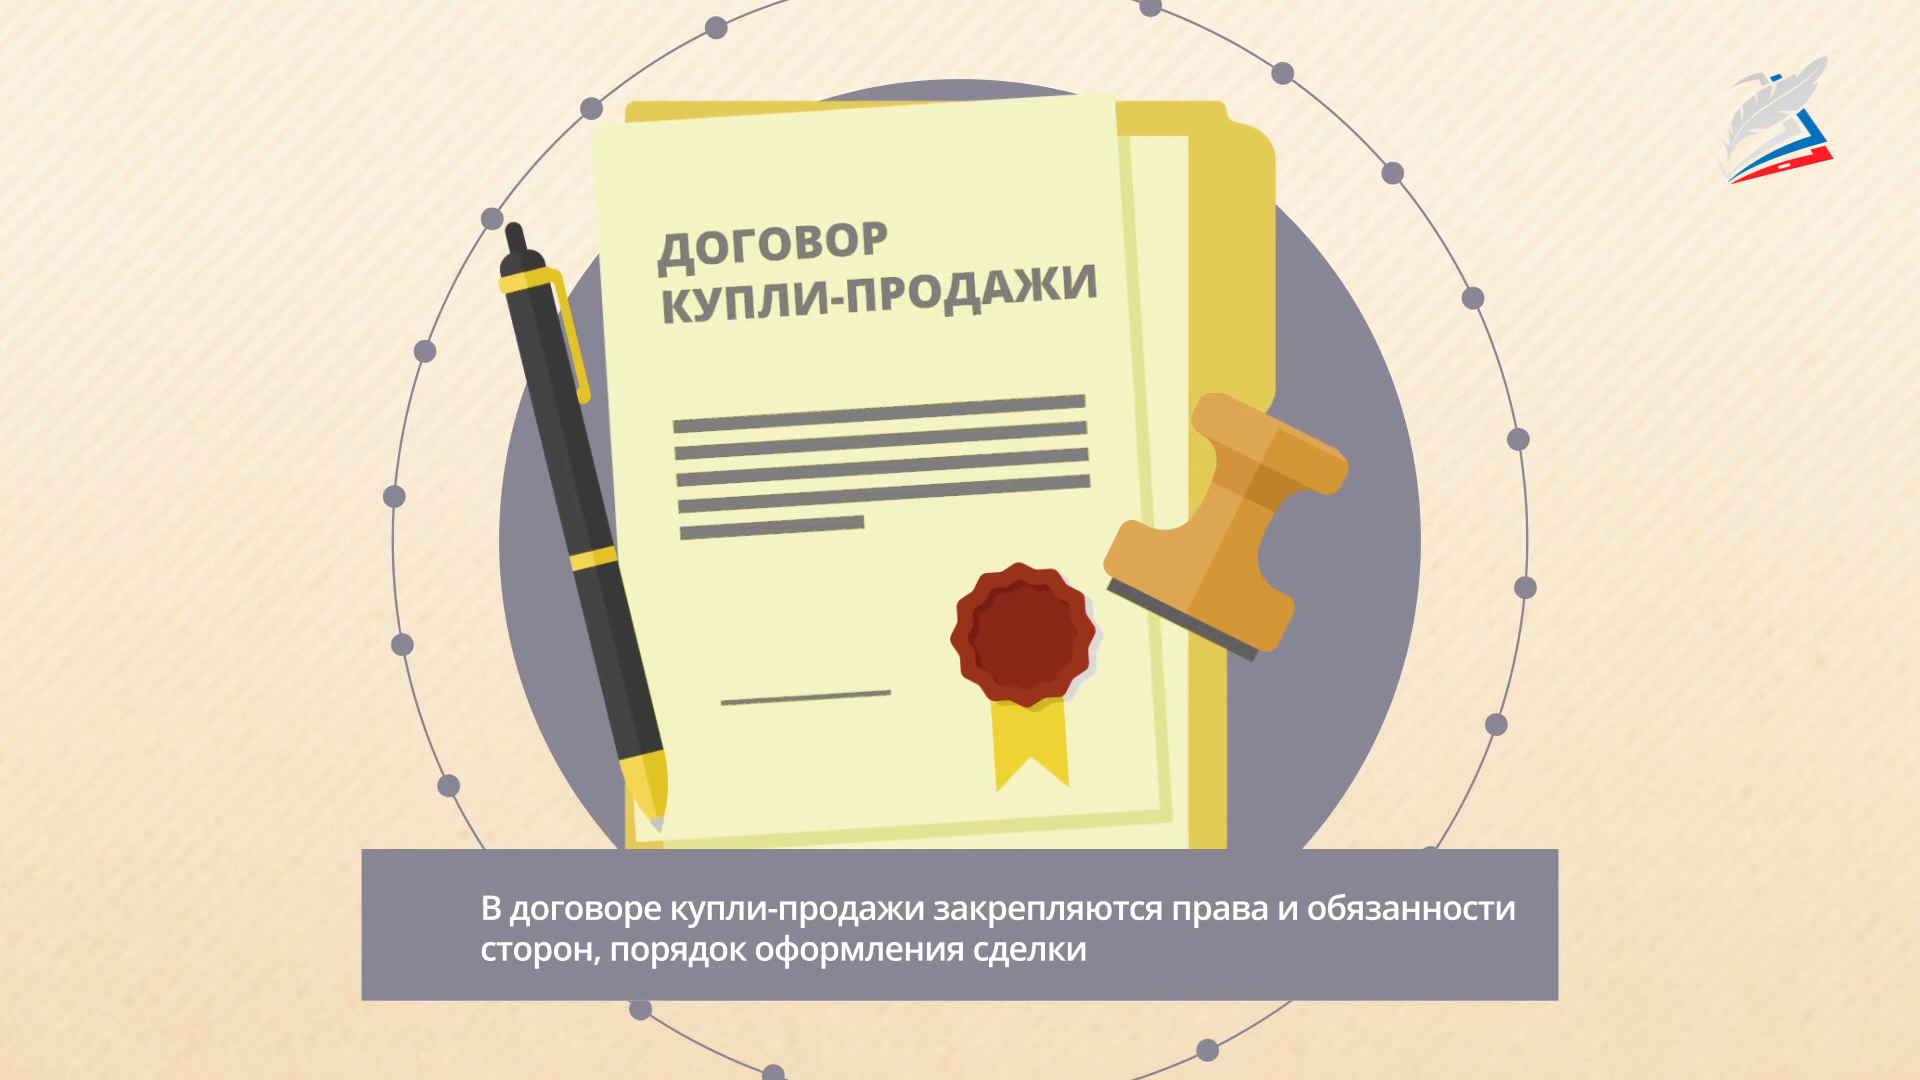 ДОГОВОР
КУПЛИ-ПРОДАЖИ
В договоре купли-продажи закрепляются права и обязанности
сторон, порядок оформления сделки